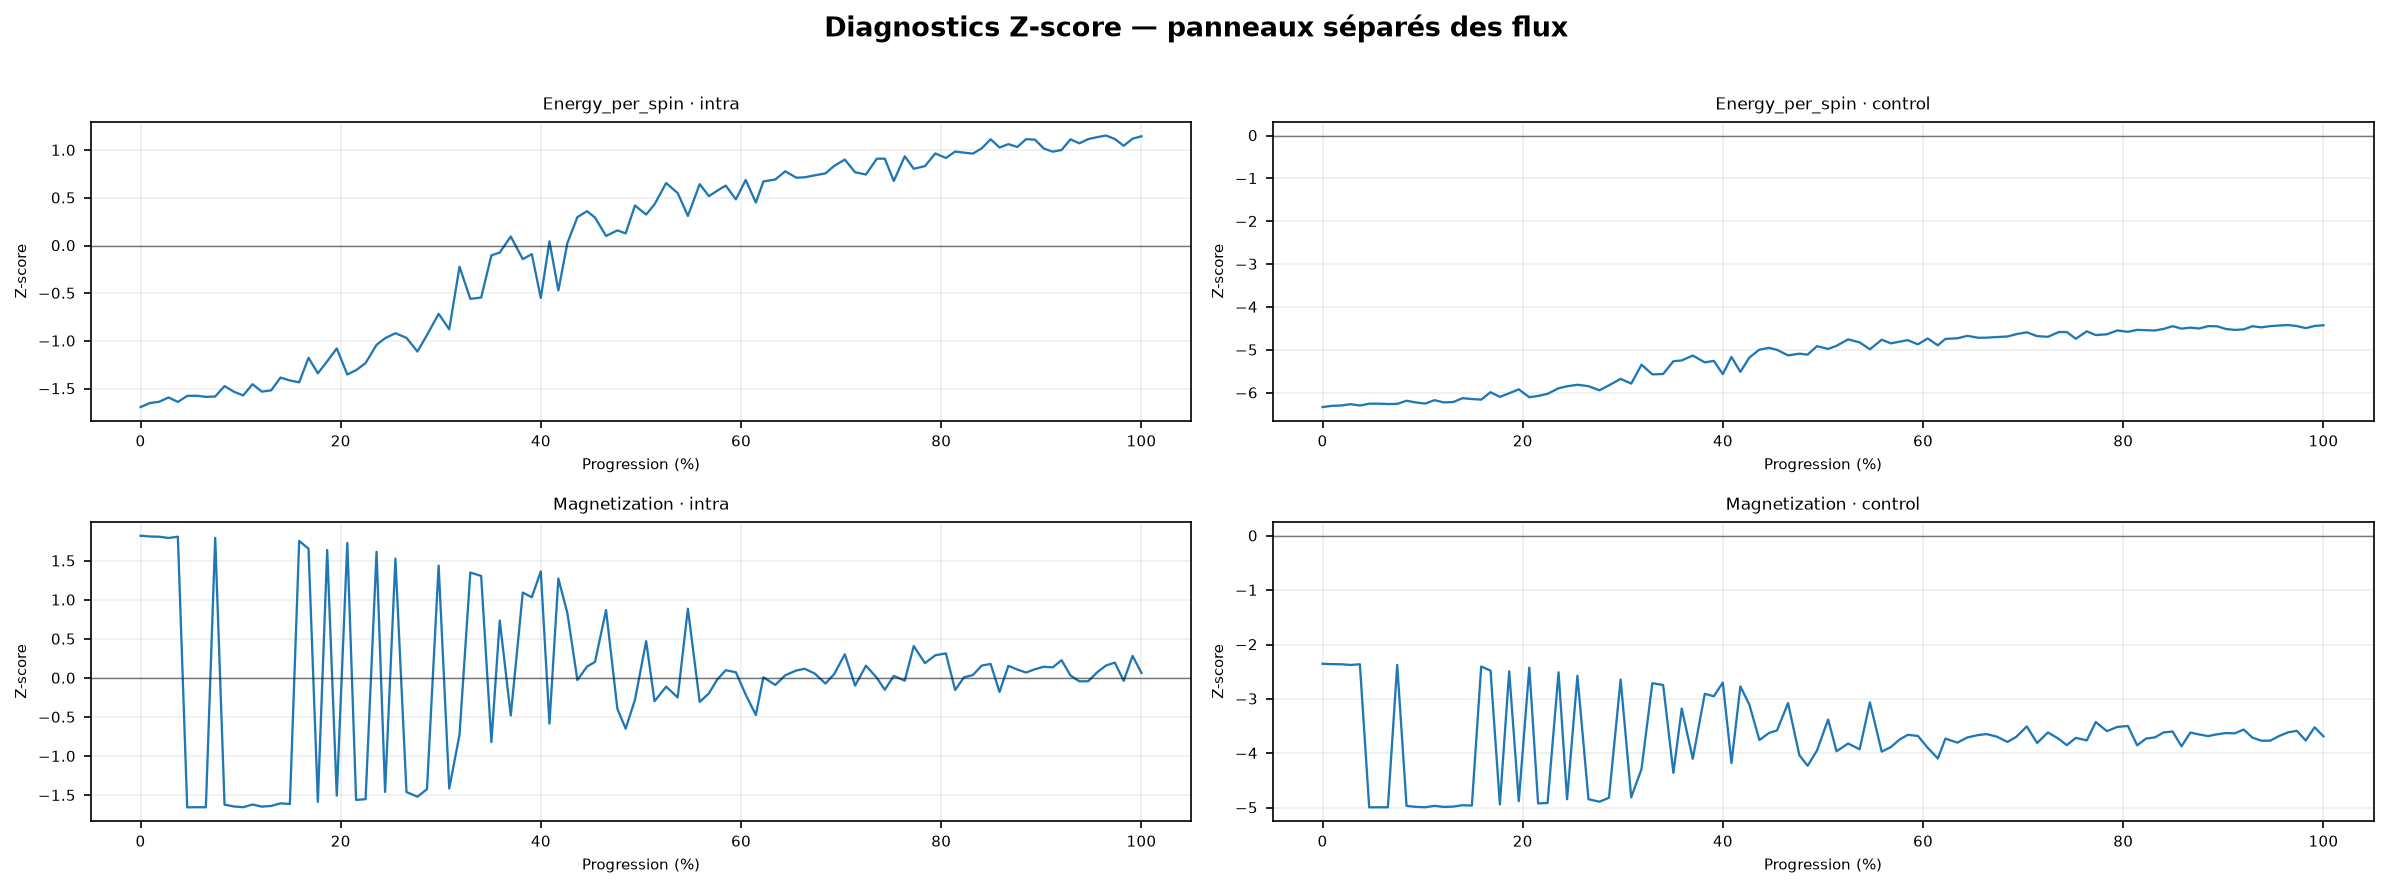 Diagnostics Z-score — panneaux séparés des flux
Energy_per_spin · intra
Z-score
1.0
0.5
0.0
−0.5
−1.0
−1.5
0 20 40 60 80 100
Progression (%)
Energy_per_spin · control
Z-score
0
−1
−2
−3
−4
−5
−6
0 20 40 60 80 100
Progression (%)
Magnetization · intra
Z-score
1.5
1.0
0.5
0.0
−0.5
−1.0
−1.5
0 20 40 60 80 100
Progression (%)
Magnetization · control
Z-score
0
−1
−2
−3
−4
−5
0 20 40 60 80 100
Progression (%)